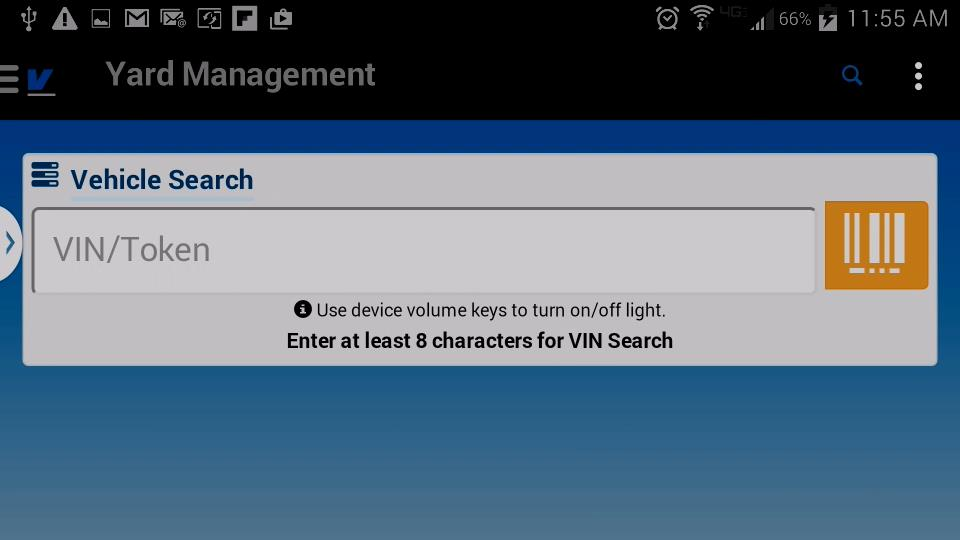 4G 66% 11:55 AM
Yard Management
Vehicle Search
VIN/Token
Use device volume keys to turn on/off light.
Enter at least 8 characters for VIN Search